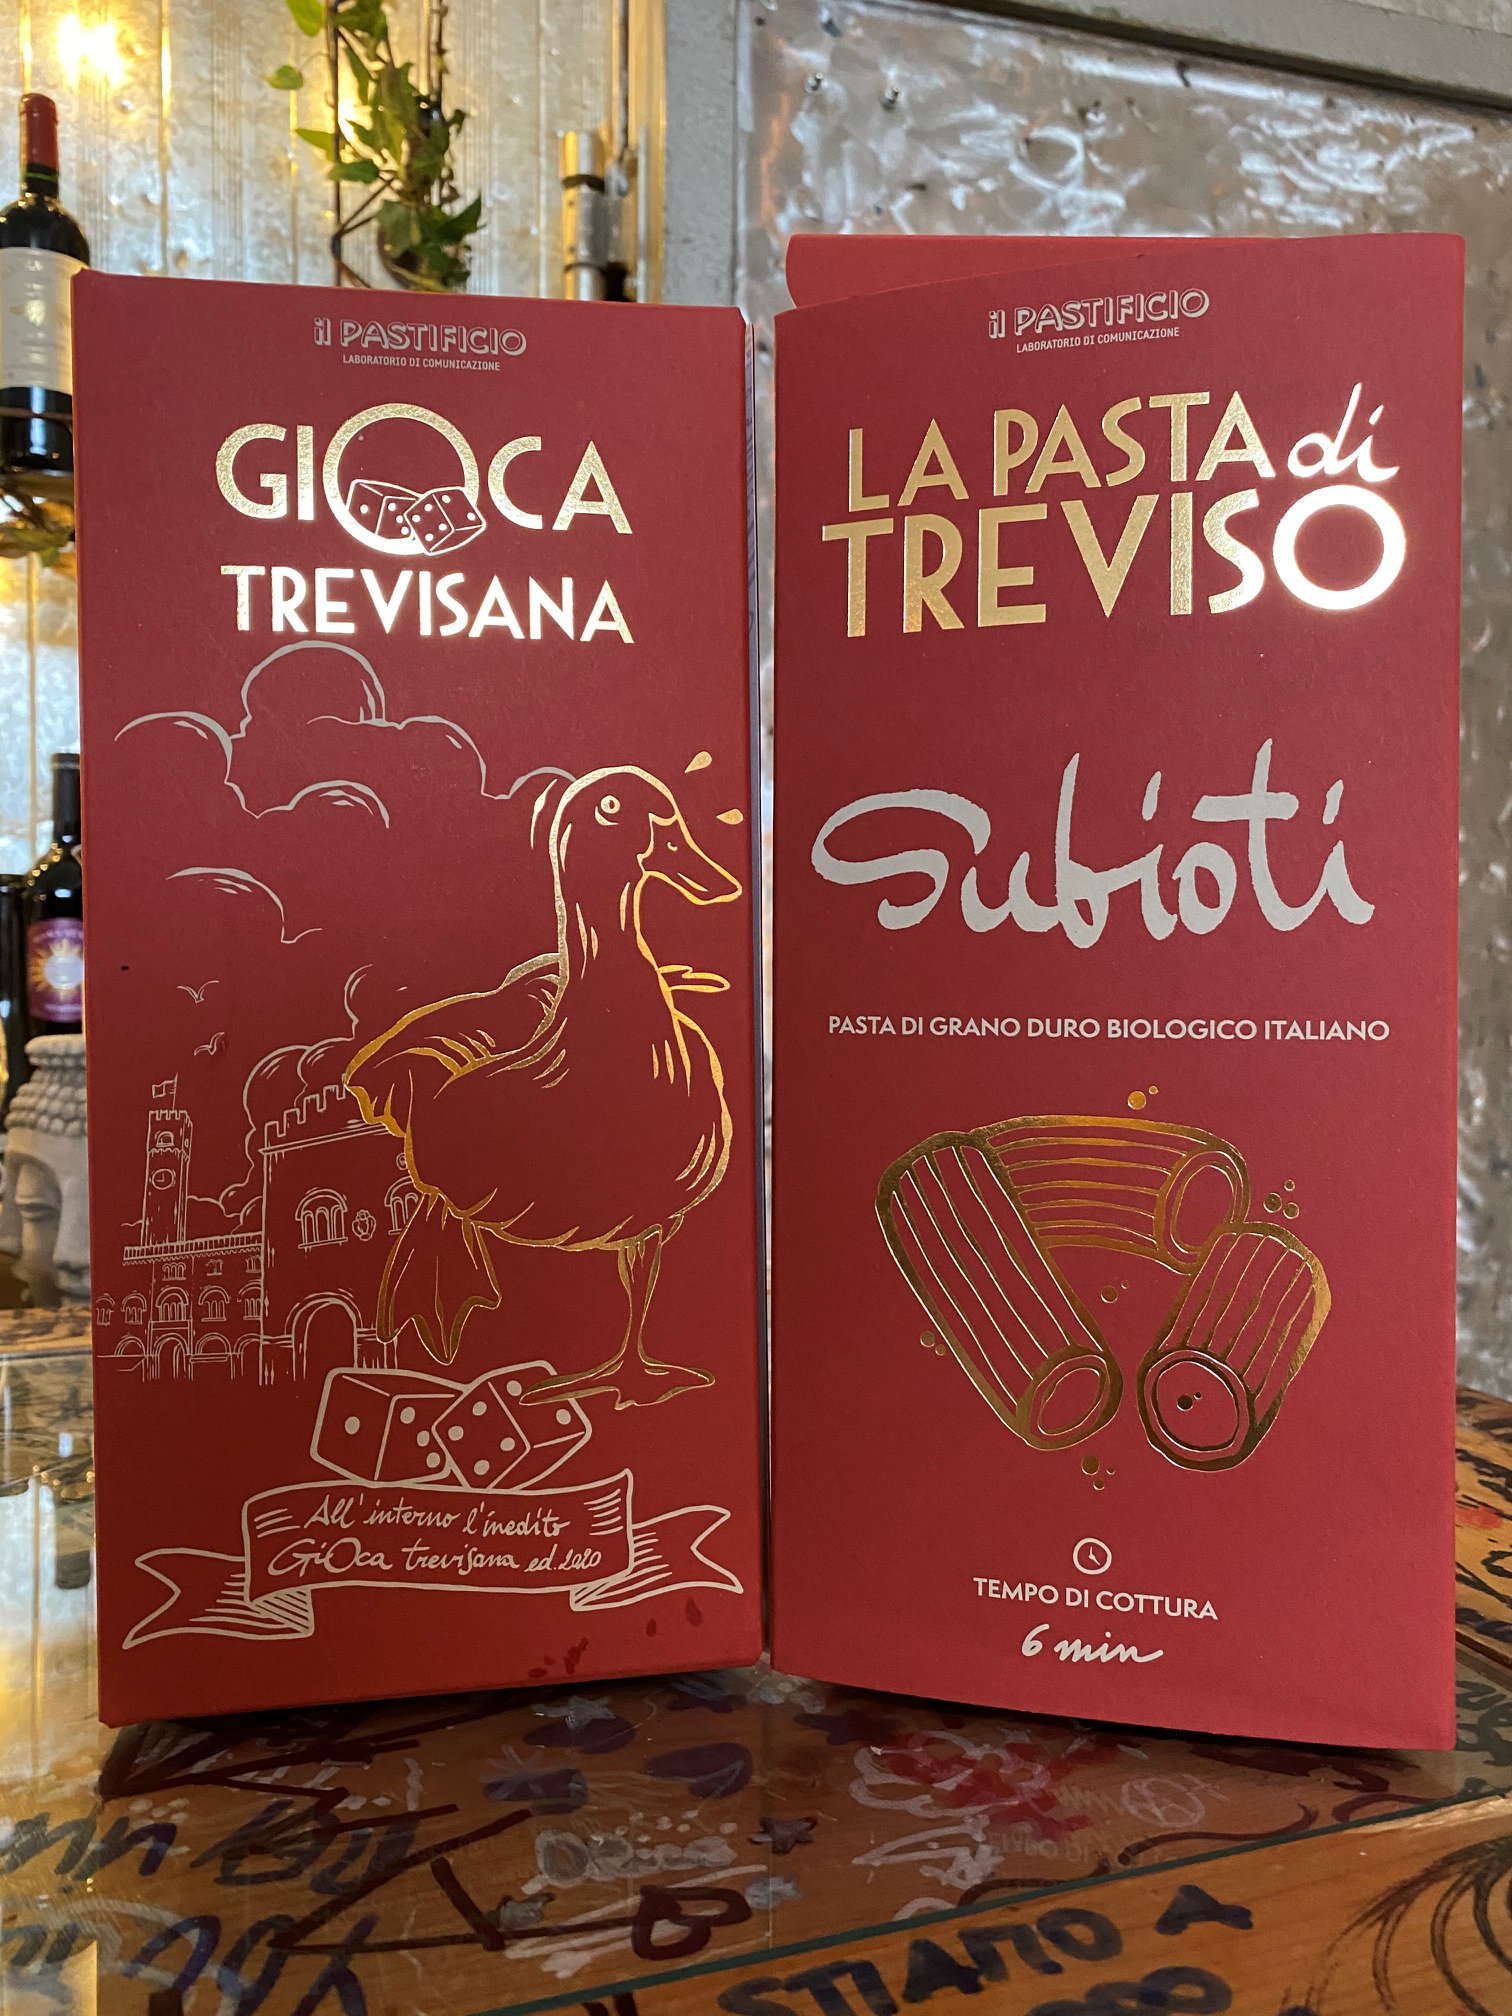 il PASTIFICIO
LABORATORIO DI COMUNICAZIONE
GIOCA
TREVISANA
All'interno l'inedito
GiOca trevisana ed. 2020
il PASTIFICIO
LABORATORIO DI COMUNICAZIONE
LA PASTA di
TREVISO
Subioti
PASTA DI GRANO DURO BIOLOGICO ITALIANO
TEMPO DI COTTURA
6 min